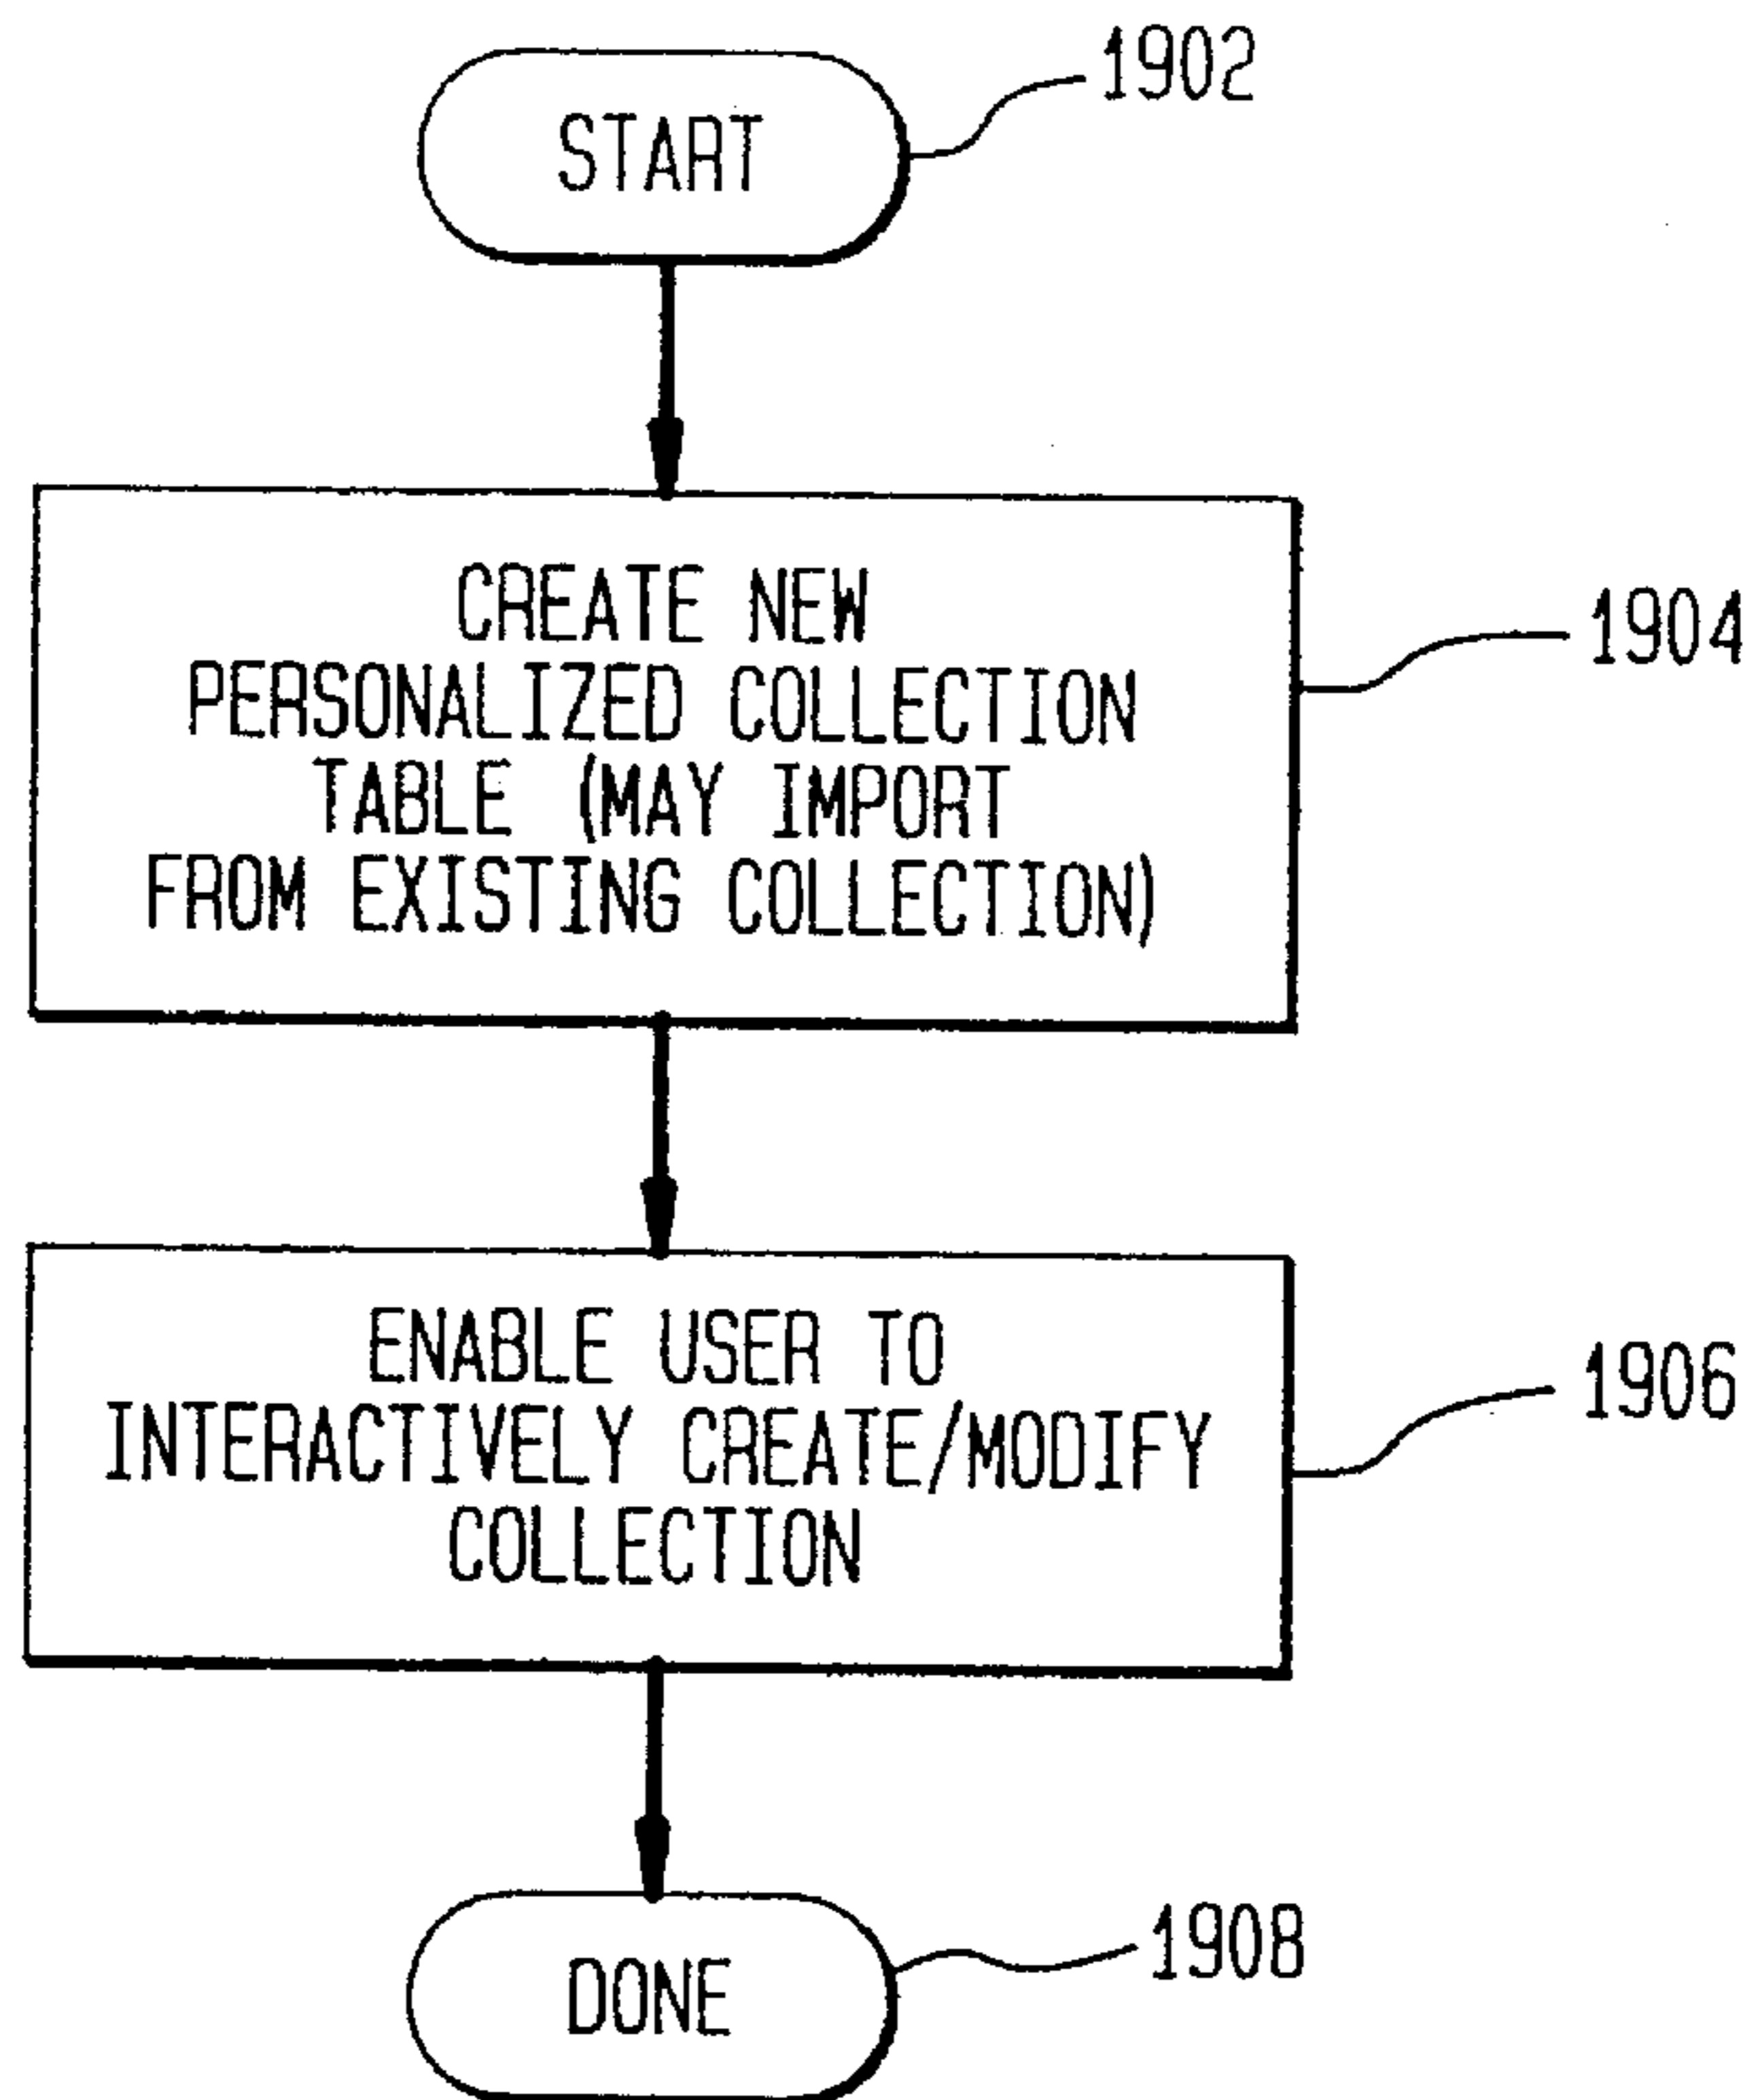 START
1902
CREATE NEW
PERSONALIZED COLLECTION
TABLE (MAY IMPORT
FROM EXISTING COLLECTION)
1904
ENABLE USER TO
INTERACTIVELY CREATE/MODIFY
COLLECTION
1906
DONE
1908